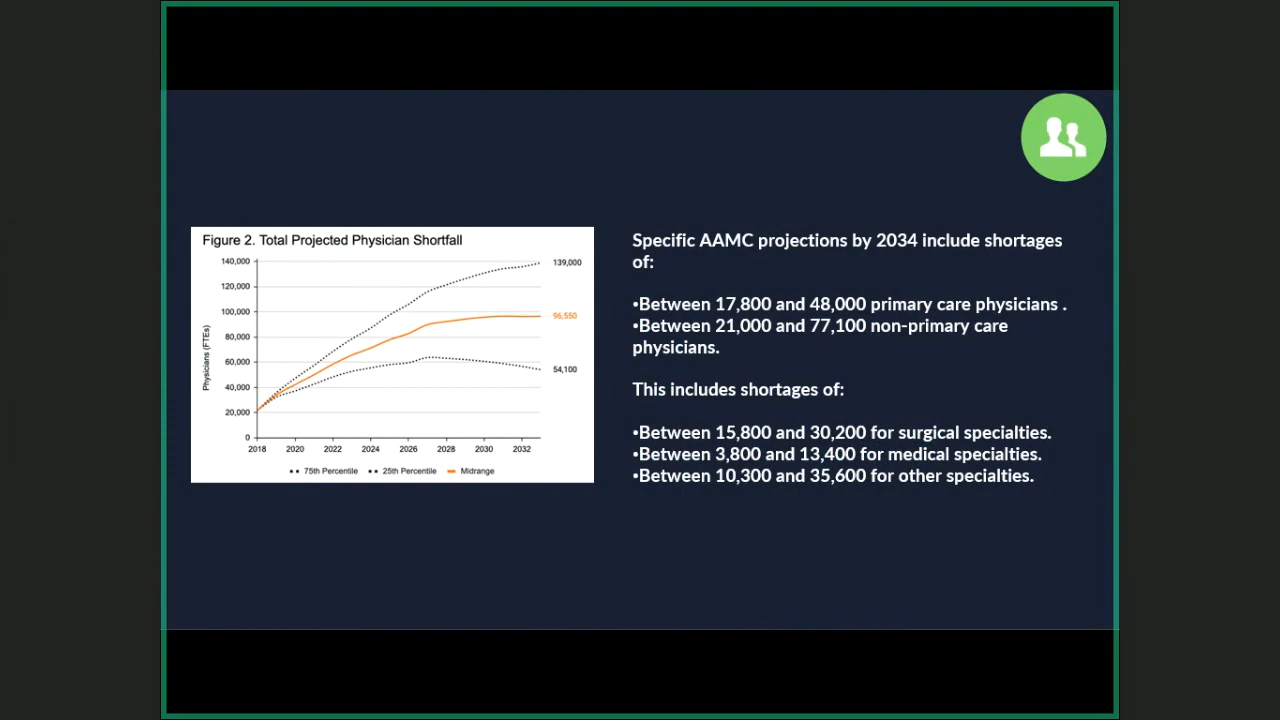 Figure 2. Total Projected Physician Shortfall
Physicians (FTEs)
140,000
120,000
100,000
80,000
60,000
40,000
20,000
0
2018 2020 2022 2024 2026 2028 2030 2032
139,000
96,550
54,100
75th Percentile 25th Percentile Midrange
Specific AAMC projections by 2034 include shortages
of:
•Between 17,800 and 48,000 primary care physicians .
•Between 21,000 and 77,100 non-primary care
physicians.
This includes shortages of:
•Between 15,800 and 30,200 for surgical specialties.
•Between 3,800 and 13,400 for medical specialties.
•Between 10,300 and 35,600 for other specialties.